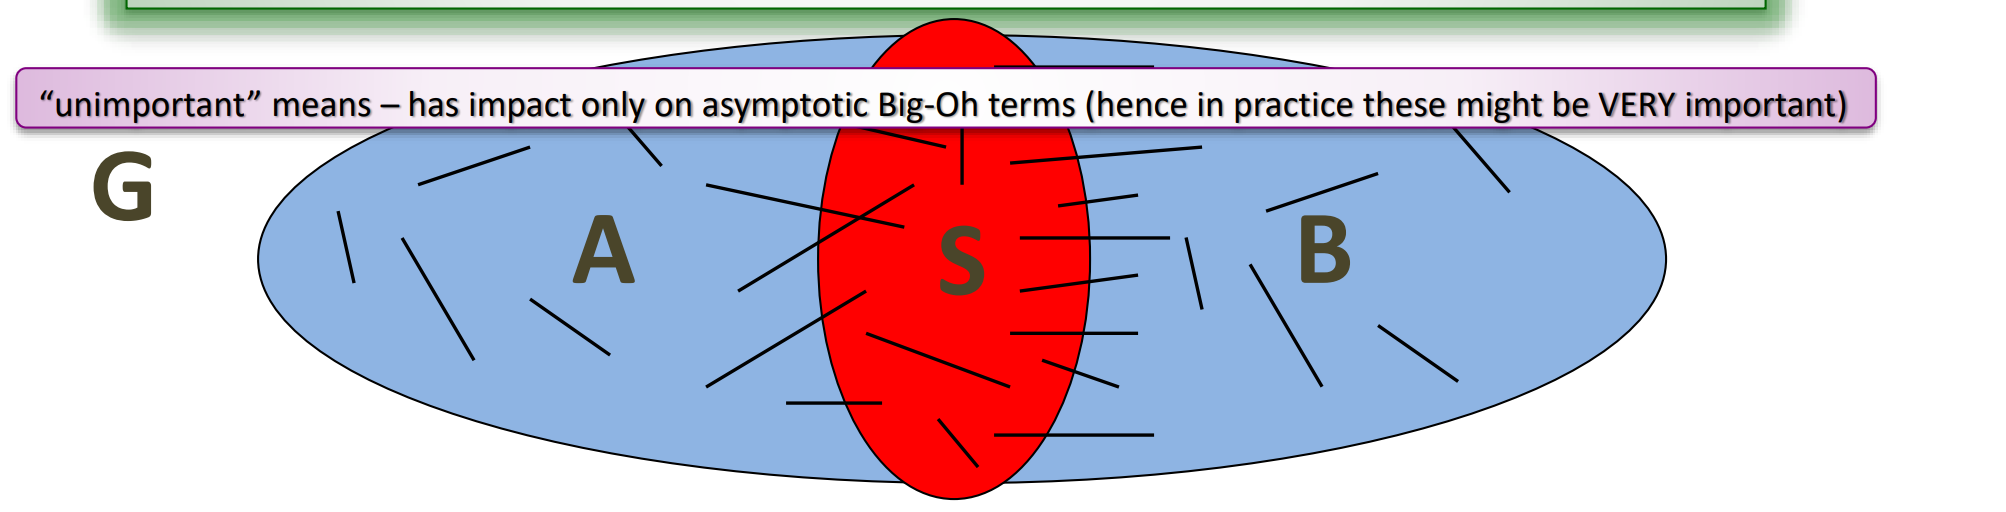 “unimportant” means – has impact only on asymptotic Big-Oh terms (hence in practice these might be VERY important)
G
A
S
B